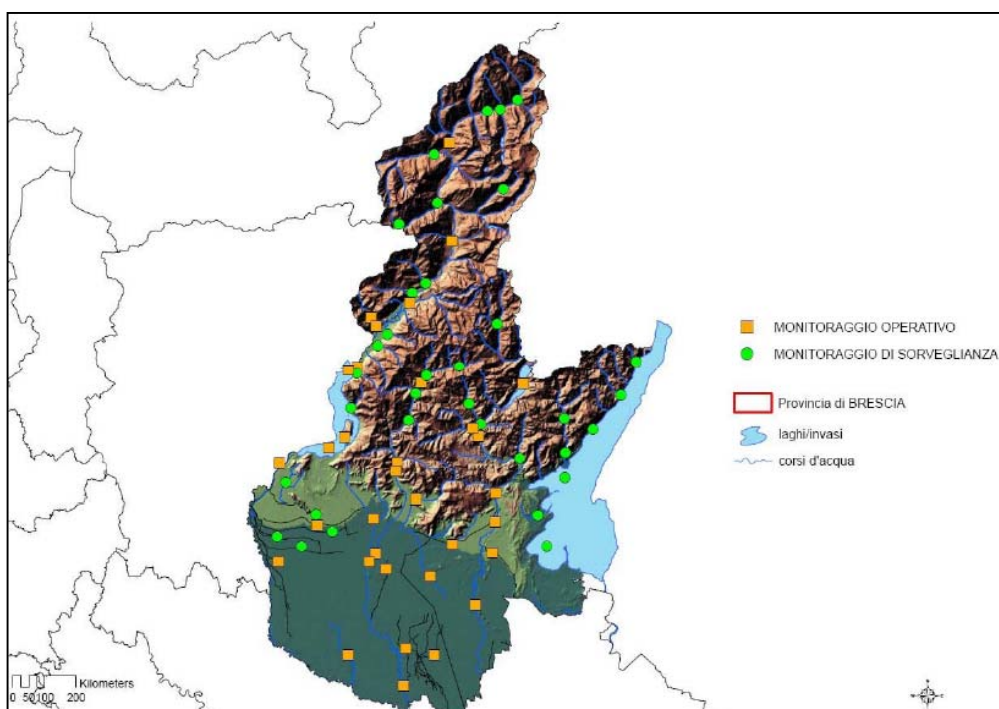 MONITORAGGIO OPERATIVO
MONITORAGGIO DI SORVEGLIANZA
Provincia di BRESCIA
laghi/invasi
corsi d'acqua
Kilometers
0 50100 200